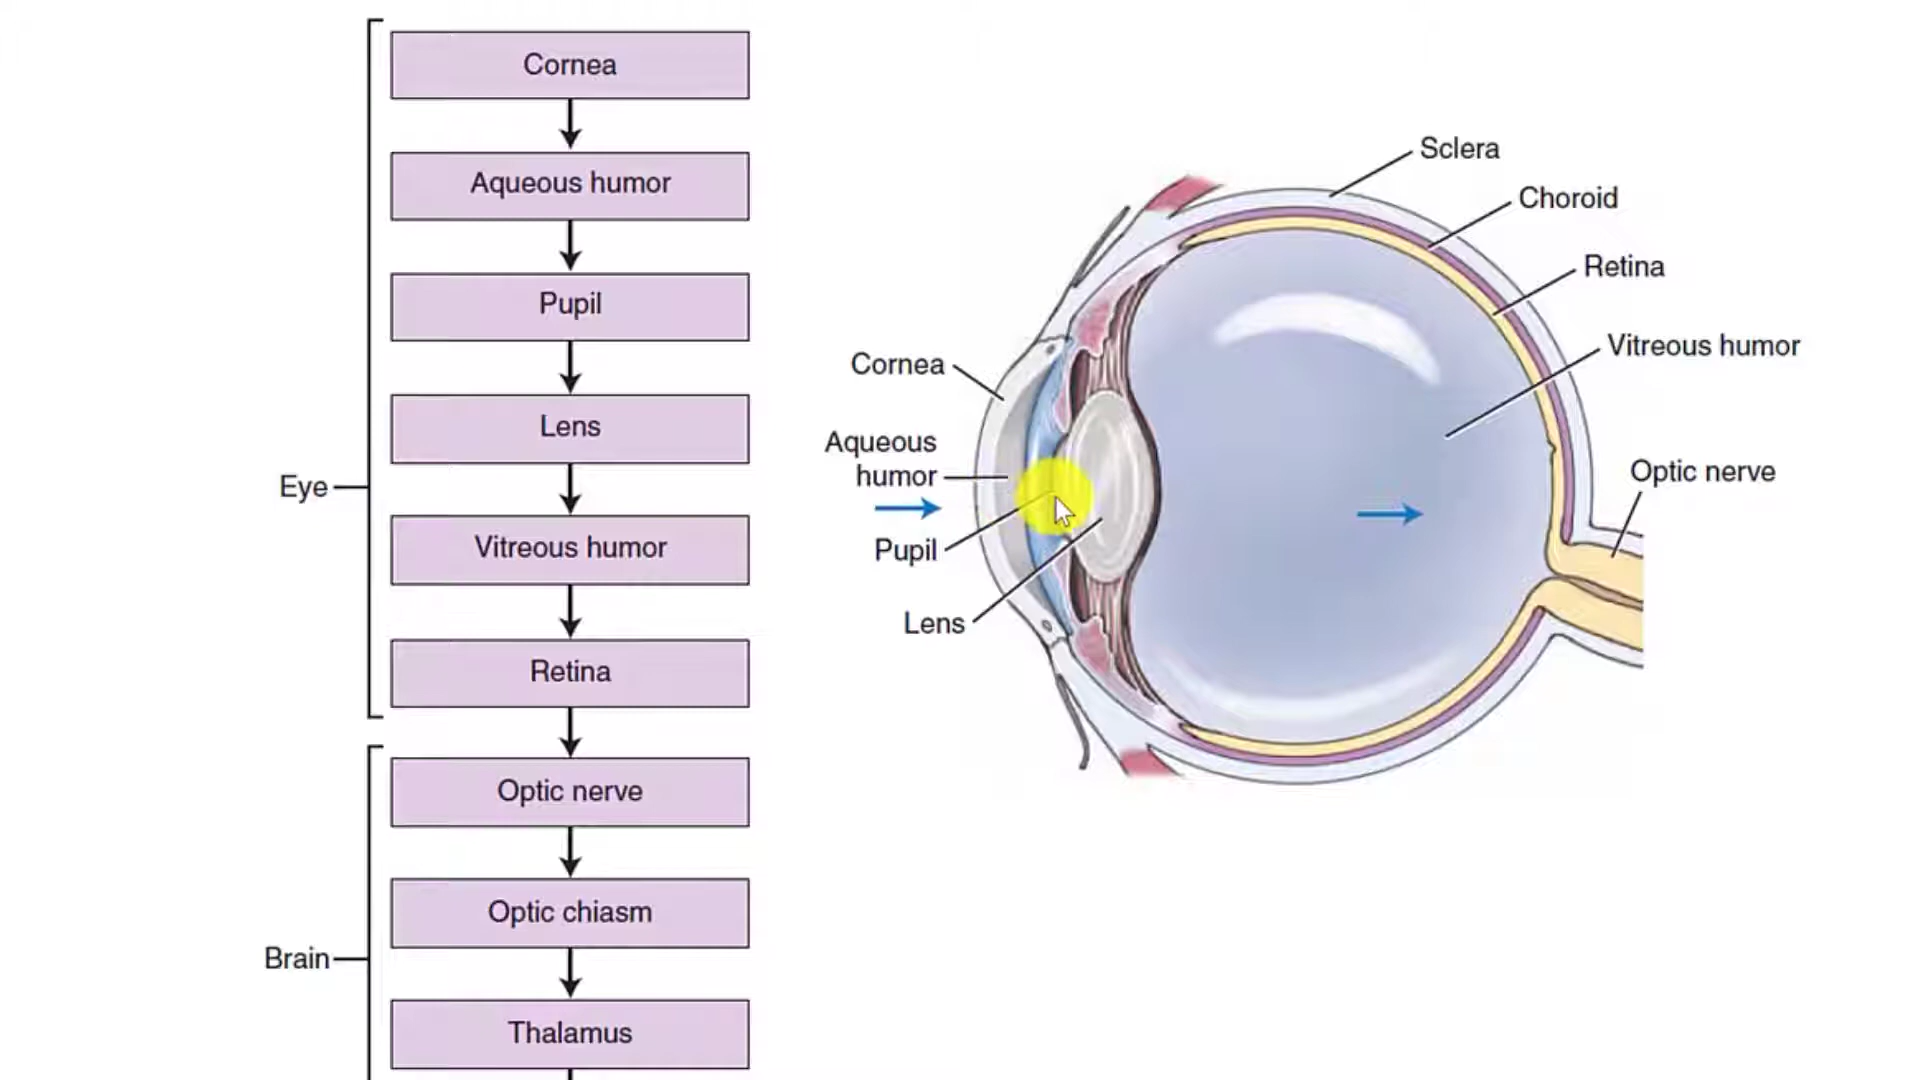 Cornea
Aqueous humor
Pupil
Lens
Eye
Vitreous humor
Retina
Optic nerve
Optic chiasm
Brain
Thalamus
Sclera
Choroid
Retina
Vitreous humor
Cornea
Aqueous
humor
Optic nerve
Pupil
Lens